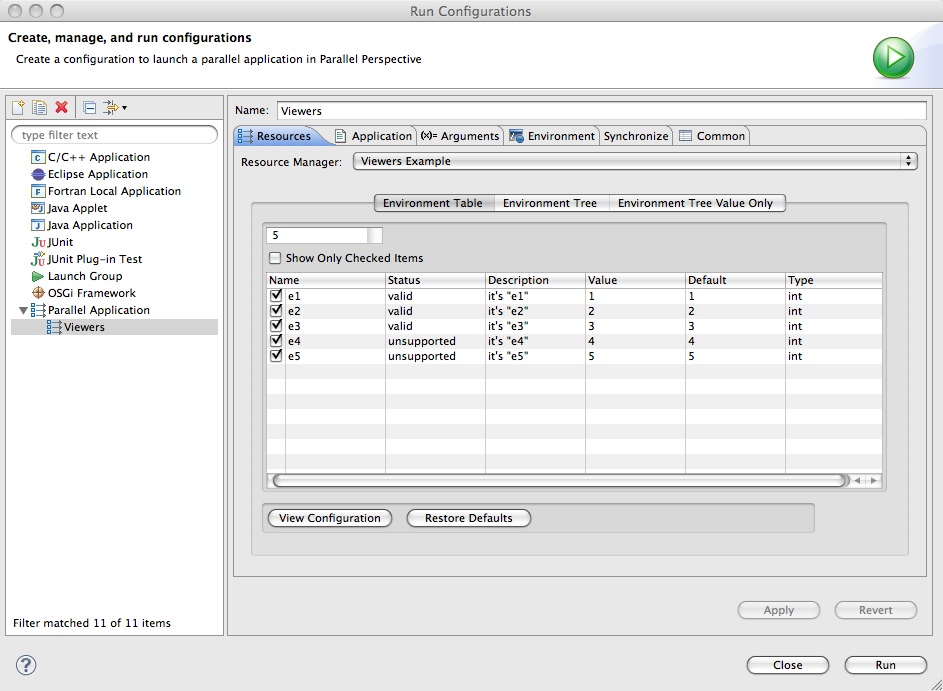 Run Configurations
Create, manage, and run configurations
Create a configuration to launch a parallel application in Parallel Perspective
type filter text
C/C++ Application
Eclipse Application
Fortran Local Application
Java Applet
Java Application
JUnit
JUnit Plug-in Test
Launch Group
OSGi Framework
Parallel Application
Viewers
Filter matched 11 of 11 items
Name: Viewers
Resources Application (x)= Arguments Environment Synchronize Common
Resource Manager: Viewers Example
Environment Table Environment Tree Environment Tree Value Only
5
Show Only Checked Items
Name Status Description Value Default Type
e1 valid it's "e1" 1 1 int
e2 valid it's "e2" 2 2 int
e3 valid it's "e3" 3 3 int
e4 unsupported it's "e4" 4 4 int
e5 unsupported it's "e5" 5 5 int
View Configuration Restore Defaults
Apply Revert
? Close Run